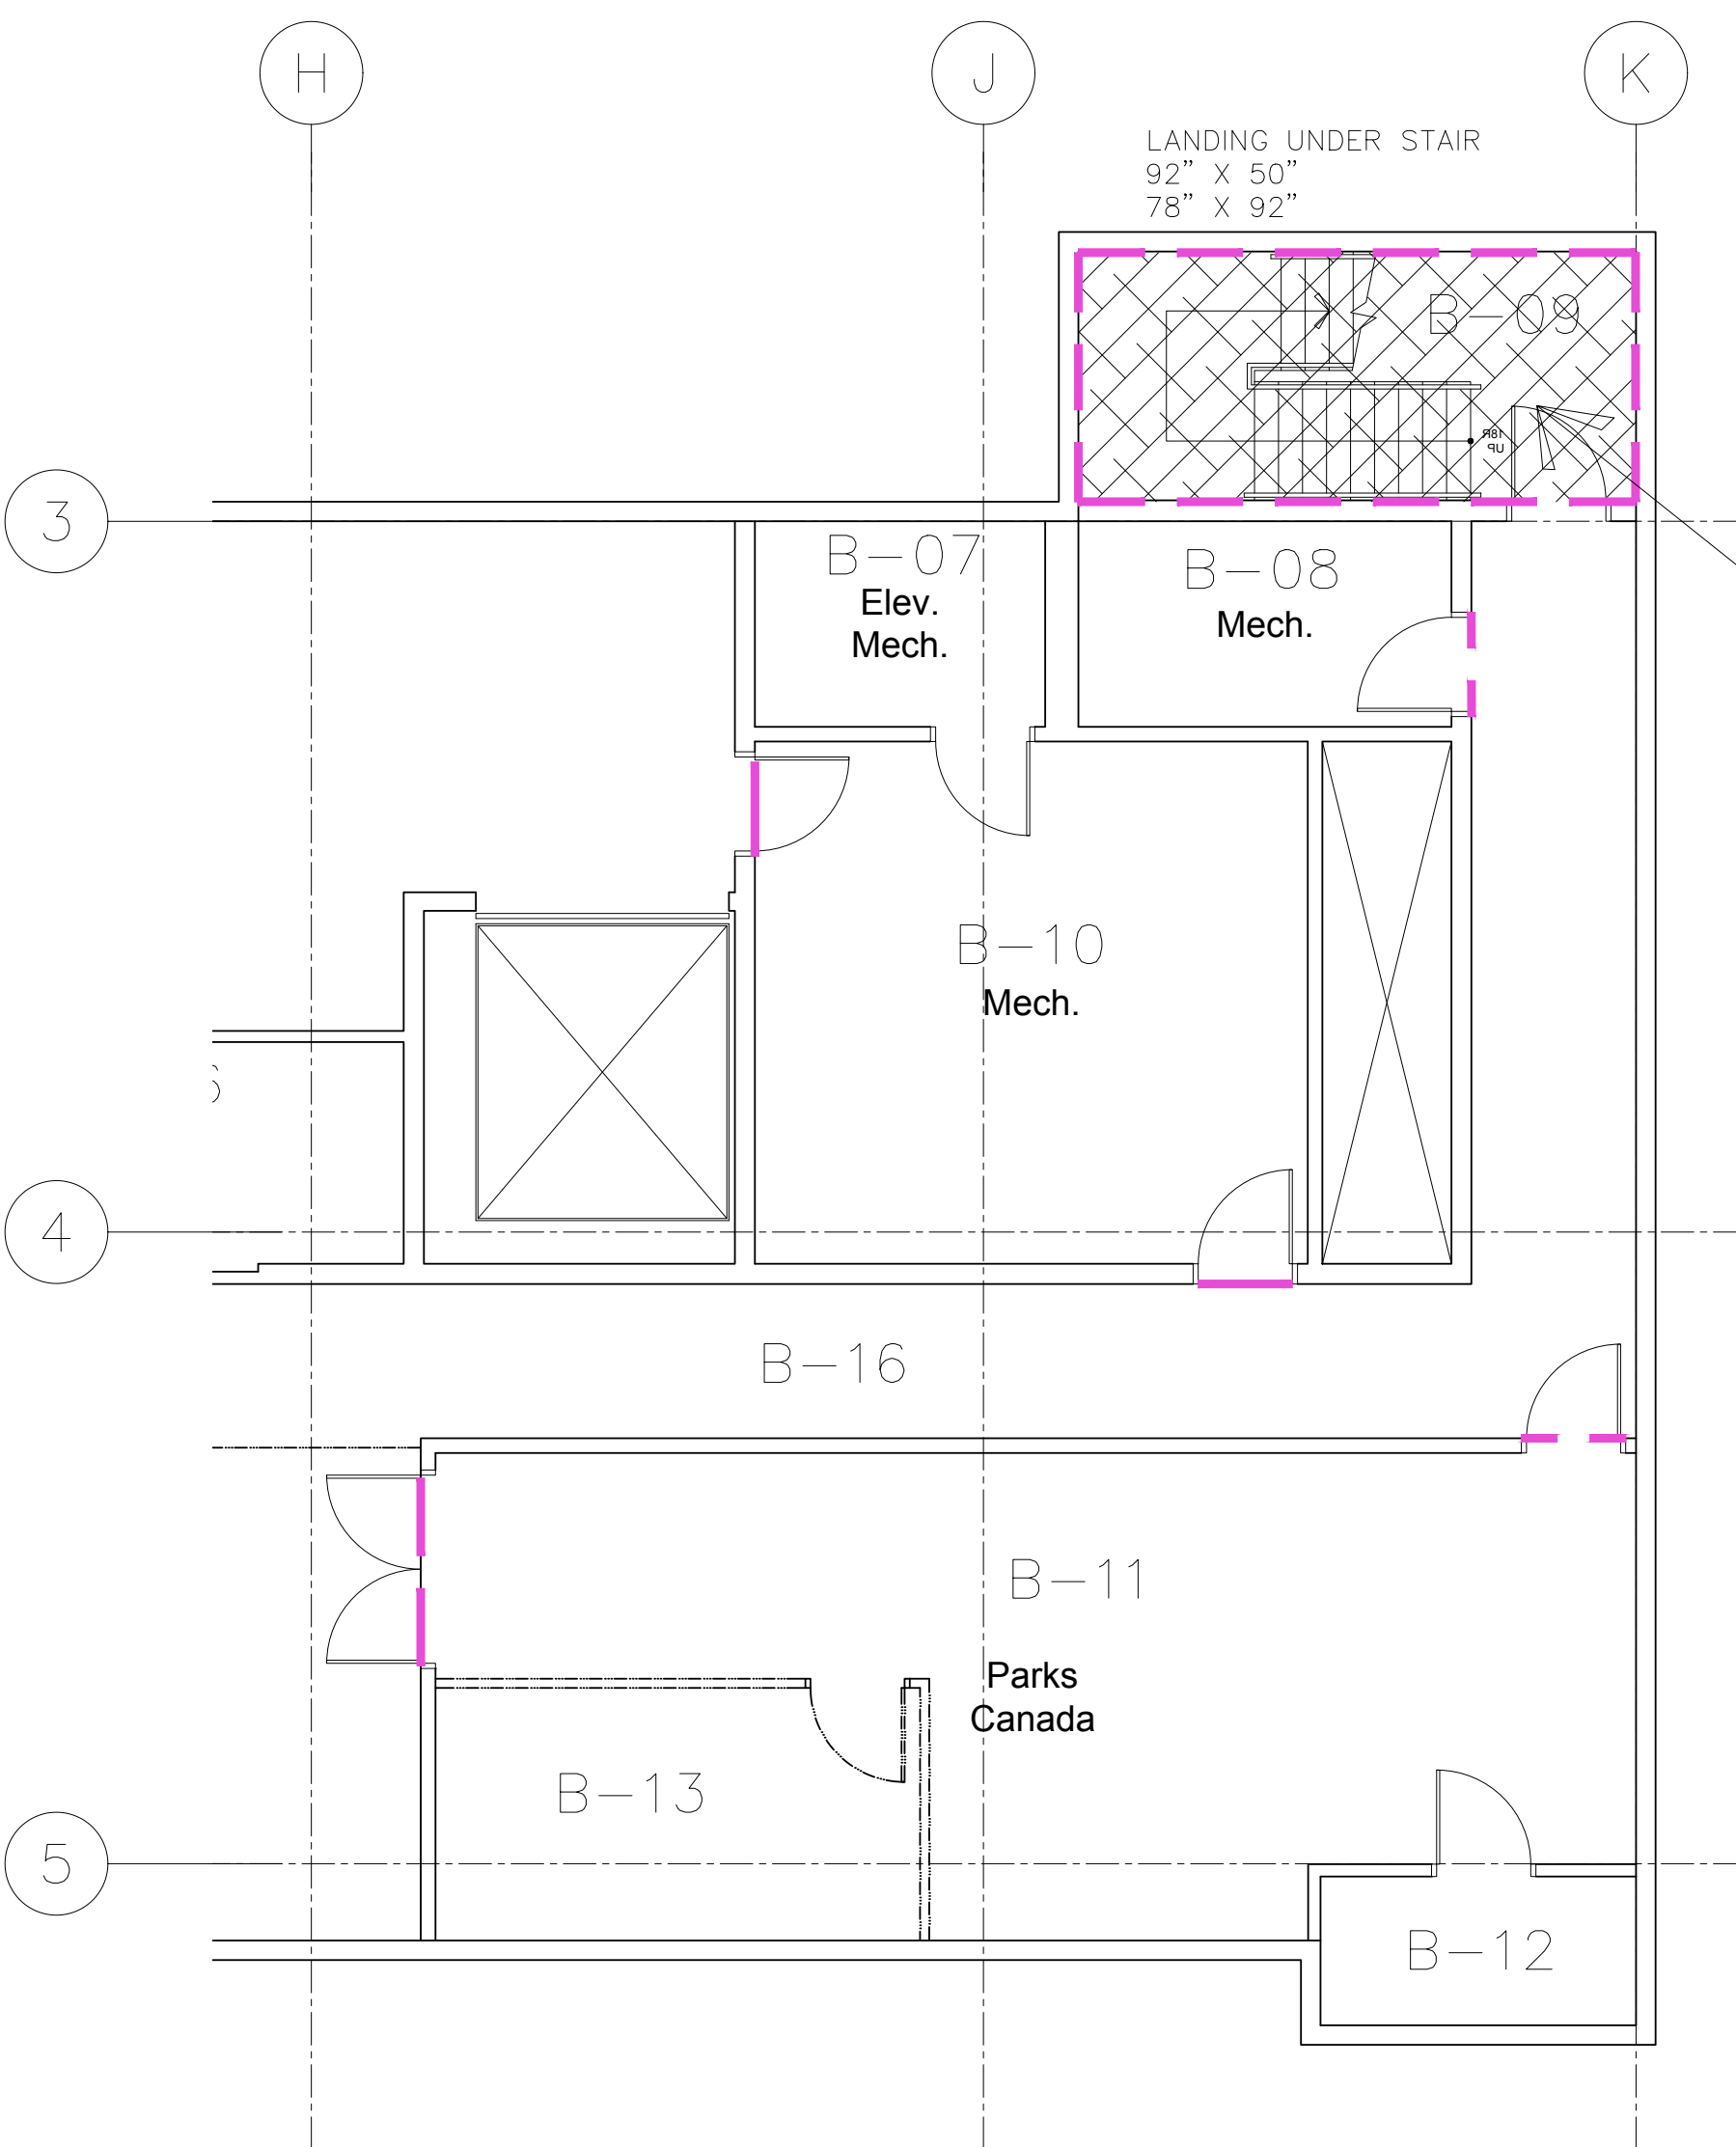 H
J
K
LANDING UNDER STAIR
92” X 50”
78” X 92”
B-09
18R
UP
3
B-07
Elev.
Mech.
B-08
Mech.
B-10
Mech.
4
B-16
B-11
Parks
Canada
B-13
5
B-12